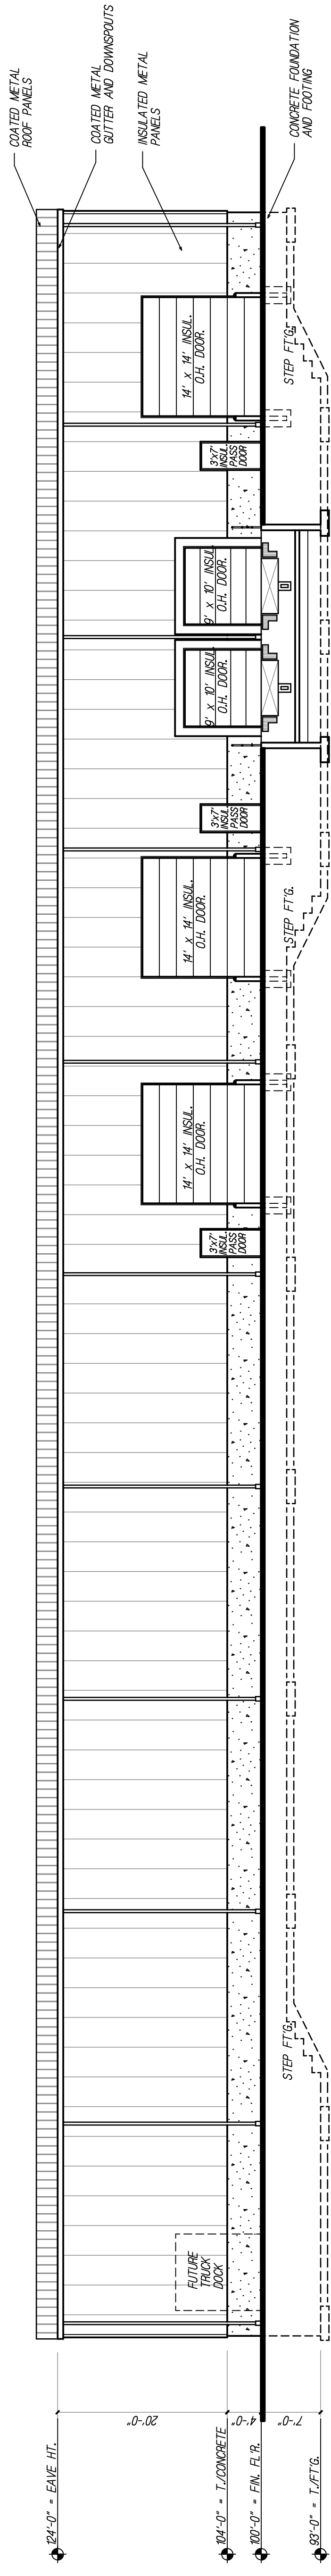 COATED METAL
ROOF PANELS
COATED METAL
GUTTER AND DOWNSPOUTS
INSULATED METAL
PANELS
CONCRETE FOUNDATION
AND FOOTING
14' x 14' INSUL.
O.H. DOOR.
STEP FT'G.
3'x7'
INSUL.
PASS
DOOR
9' x 10' INSUL.
O.H. DOOR.
9' x 10' INSUL.
O.H. DOOR.
3'x7'
INSUL.
PASS
DOOR
14' x 14' INSUL.
O.H. DOOR.
STEP FT'G.
14' x 14' INSUL.
O.H. DOOR.
3'x7'
INSUL.
PASS
DOOR
STEP FT'G.
FUTURE
TRUCK
DOCK
20'-0"
4'-0"
7'-0"
124'-0" = EAVE HT.
104'-0" = T./CONCRETE
100'-0" = FIN. FL'R.
93'-0" = T./FT'G.